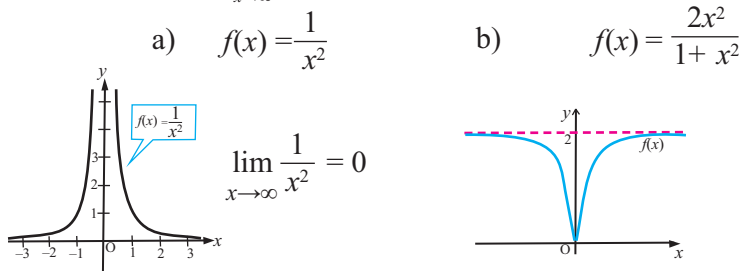 a) f(x) = 1/x²
b) f(x) = 2x²/(1 + x²)
y
f(x) = 1/x²
3
2
1
–3 –2 –1 O 1 2 3 x
lim x→∞ 1/x² = 0
y
2
f(x)
O x